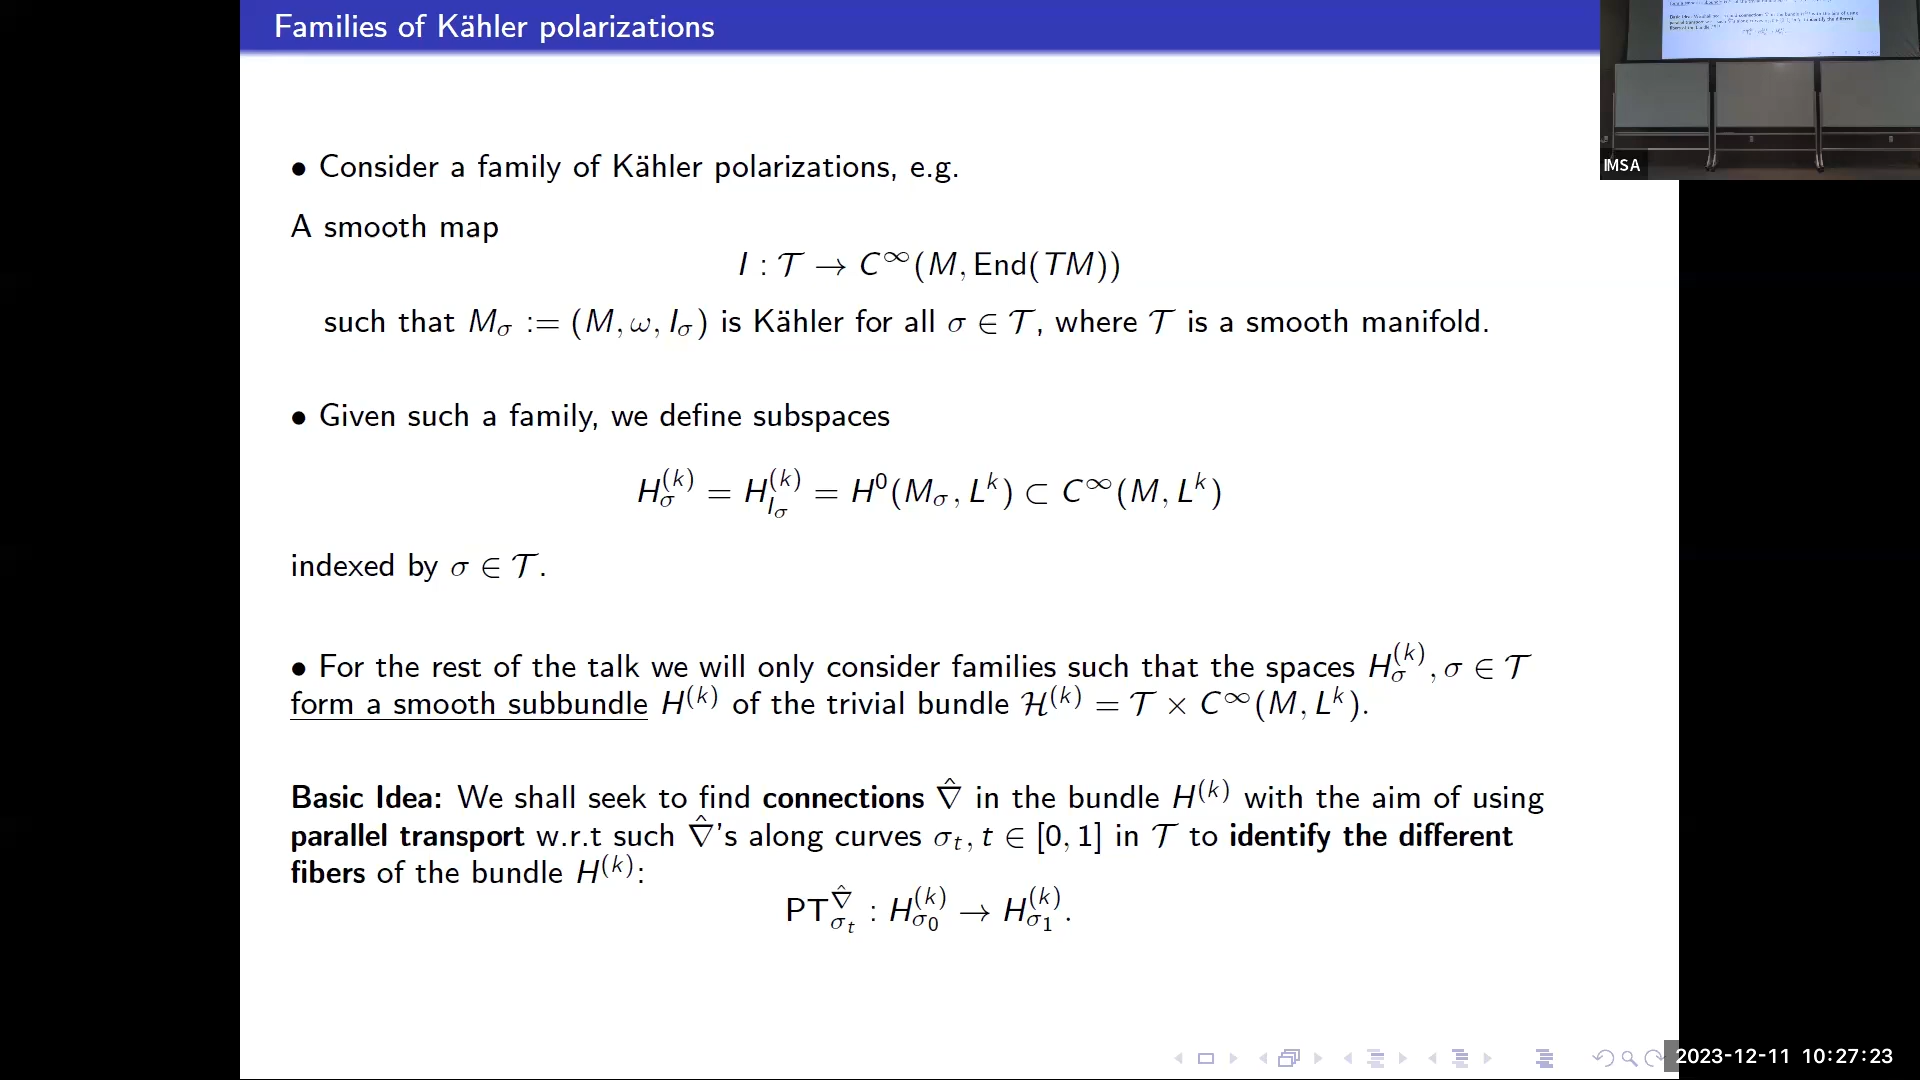 Families of Kähler polarizations
IMSA
• Consider a family of Kähler polarizations, e.g.
A smooth map
I : 𝒯 → C^∞(M, End(TM))
such that M_σ := (M, ω, I_σ) is Kähler for all σ ∈ 𝒯, where 𝒯 is a smooth manifold.
• Given such a family, we define subspaces
H_σ^(k) = H_{I_σ}^(k) = H^0(M_σ, L^k) ⊂ C^∞(M, L^k)
indexed by σ ∈ 𝒯.
• For the rest of the talk we will only consider families such that the spaces H_σ^(k), σ ∈ 𝒯
form a smooth subbundle H^(k) of the trivial bundle ℋ^(k) = 𝒯 × C^∞(M, L^k).
Basic Idea: We shall seek to find connections ∇̂ in the bundle H^(k) with the aim of using
parallel transport w.r.t such ∇̂'s along curves σ_t, t ∈ [0, 1] in 𝒯 to identify the different
fibers of the bundle H^(k):
PT_{σ_t}^∇̂ : H_{σ_0}^(k) → H_{σ_1}^(k).
2023-12-11 10:27:23